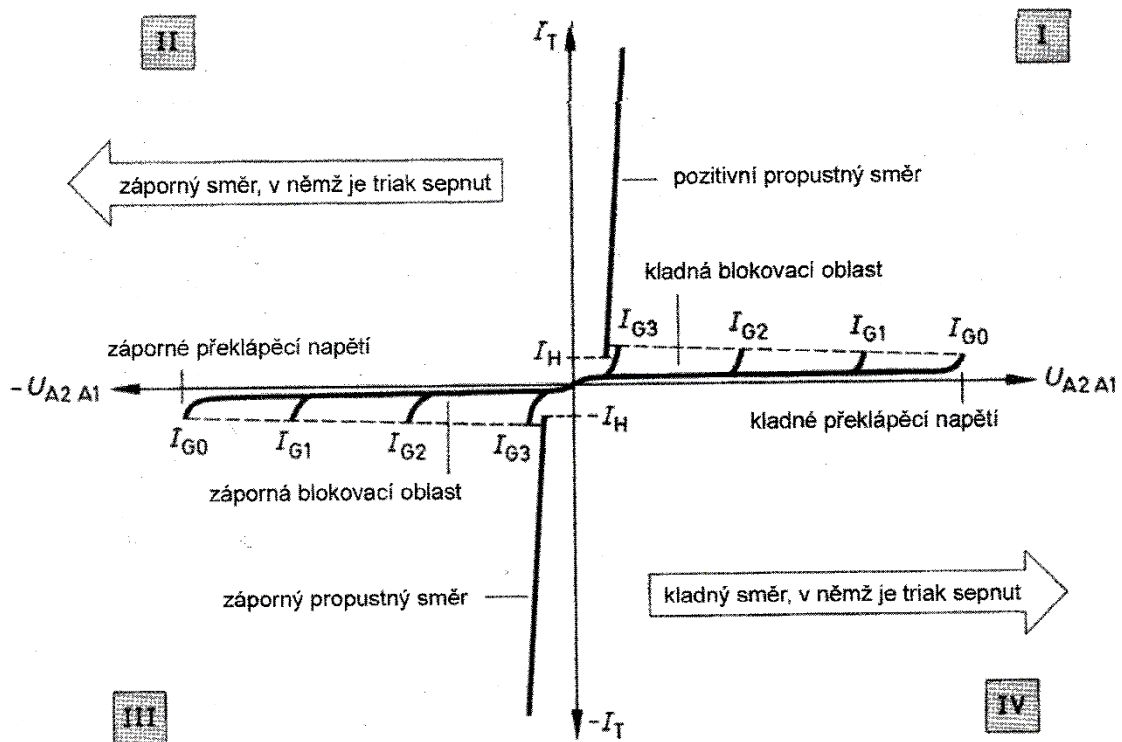 II
I_T
I
záporný směr, v němž je triak sepnut
pozitivní propustný směr
kladná blokovací oblast
I_G3
I_G2
I_G1
I_G0
záporné překlápěcí napětí
I_H
-U_A2 A1
U_A2 A1
-I_H
kladné překlápěcí napětí
I_G0
I_G1
I_G2
I_G3
záporná blokovací oblast
záporný propustný směr
kladný směr, v němž je triak sepnut
III
-I_T
IV